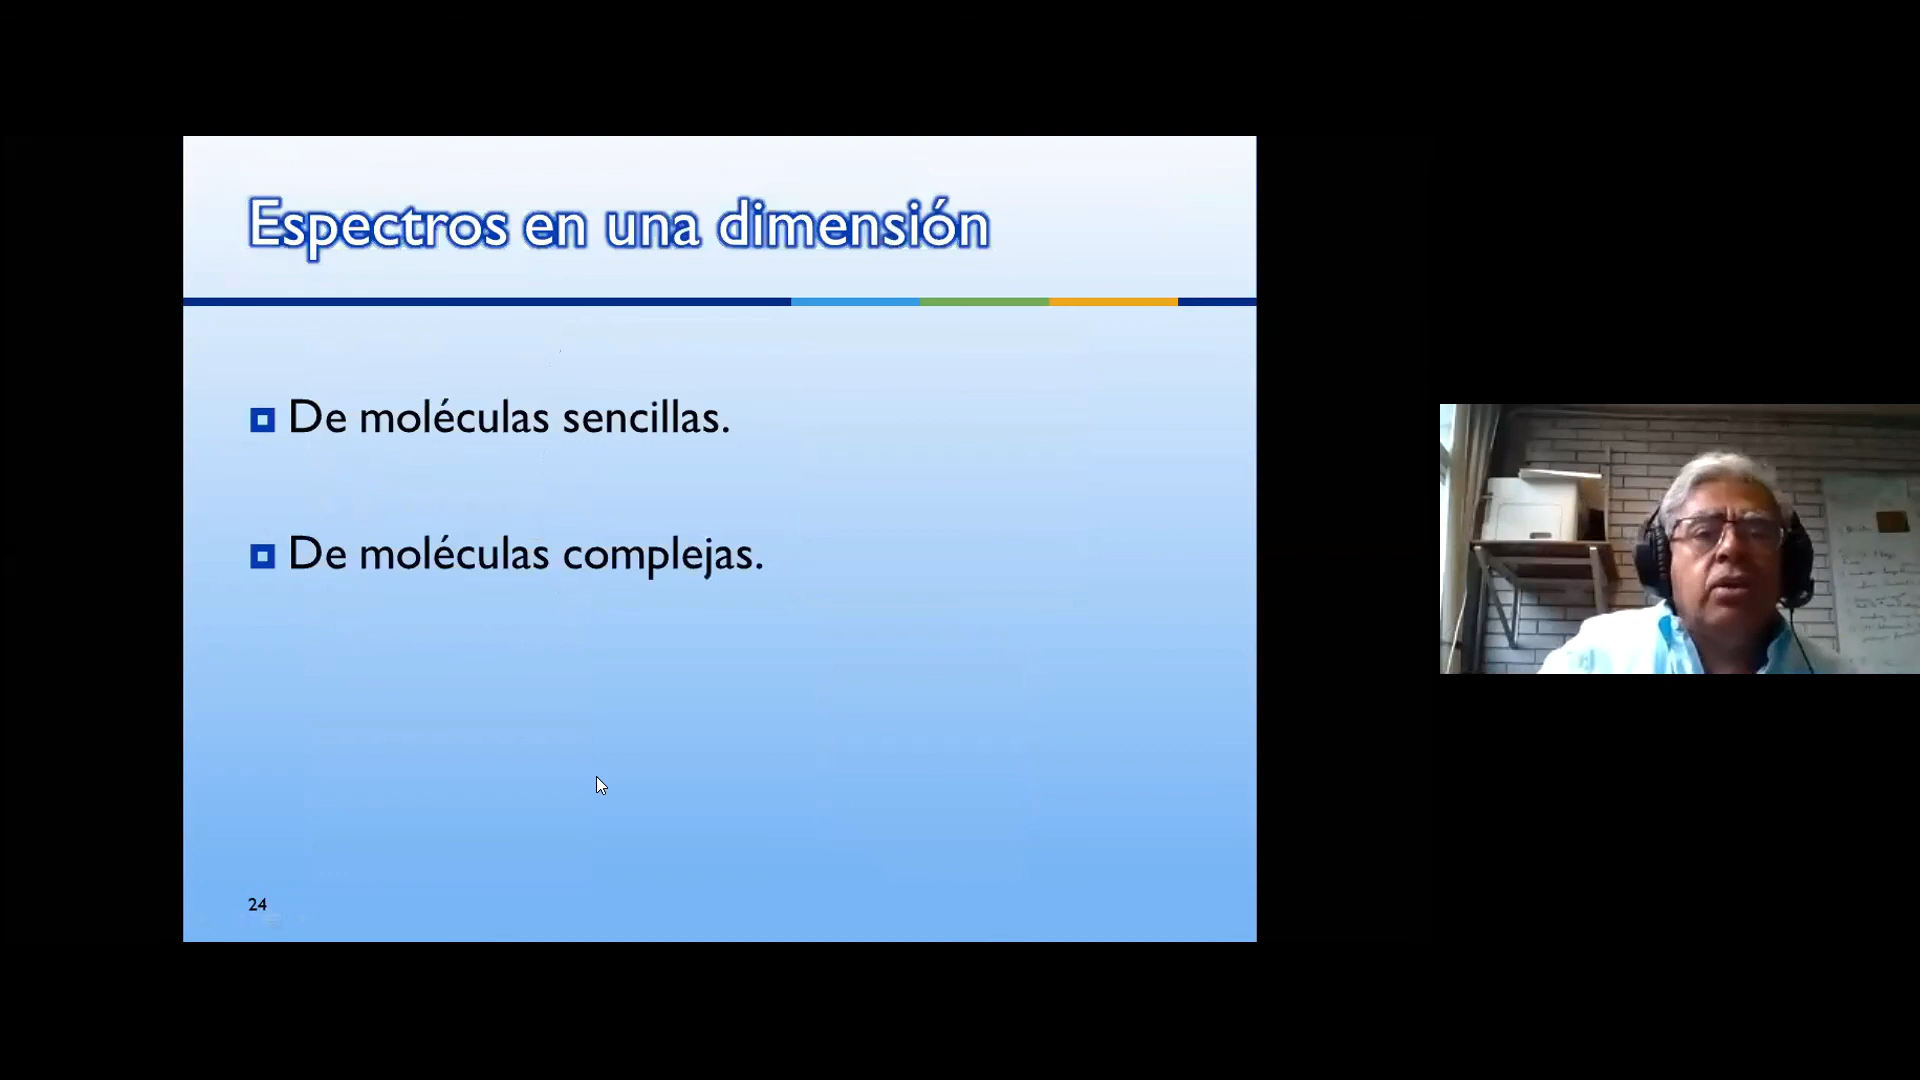 Espectros en una dimensión
De moléculas sencillas.
De moléculas complejas.
24